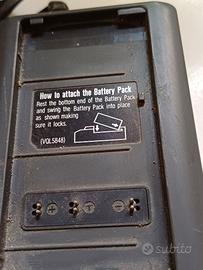 How to attach the Battery Pack
Rest the bottom end of the Battery Pack
and swing the Battery Pack into place
as shown making
sure it locks.
(VQL5848)
+
−
subito